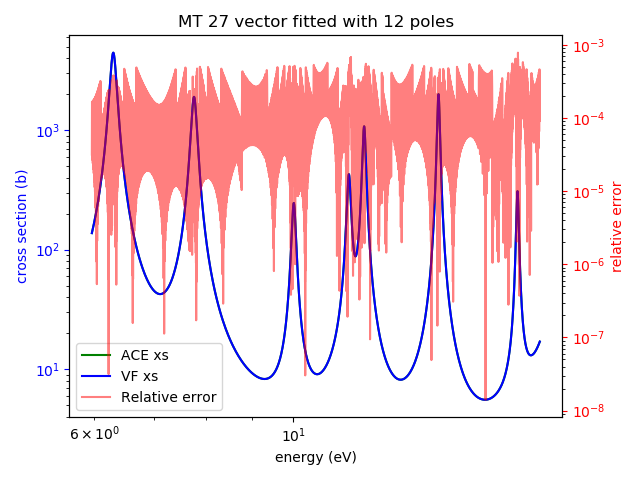 MT 27 vector fitted with 12 poles
cross section (b)
10³
10²
10¹
10⁻³
10⁻⁴
10⁻⁵
10⁻⁶
10⁻⁷
10⁻⁸
relative error
ACE xs
VF xs
Relative error
6 × 10⁰
10¹
energy (eV)